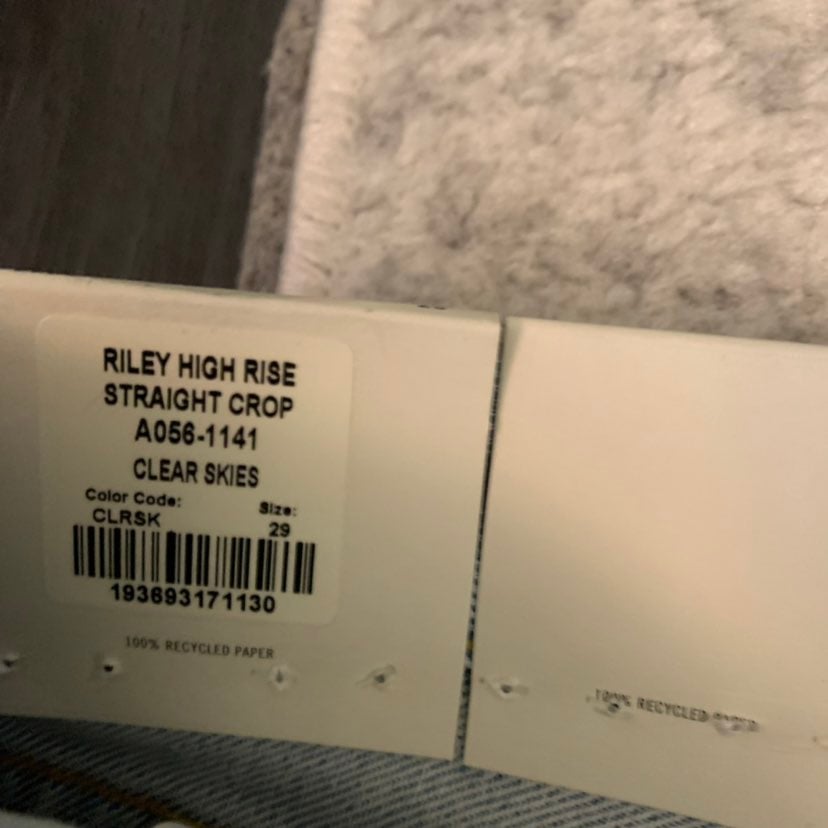 RILEY HIGH RISE
STRAIGHT CROP
A056-1141
CLEAR SKIES
Color Code: Size:
CLRSK 29
193693171130
100% RECYCLED PAPER
100% RECYCLED PAPER